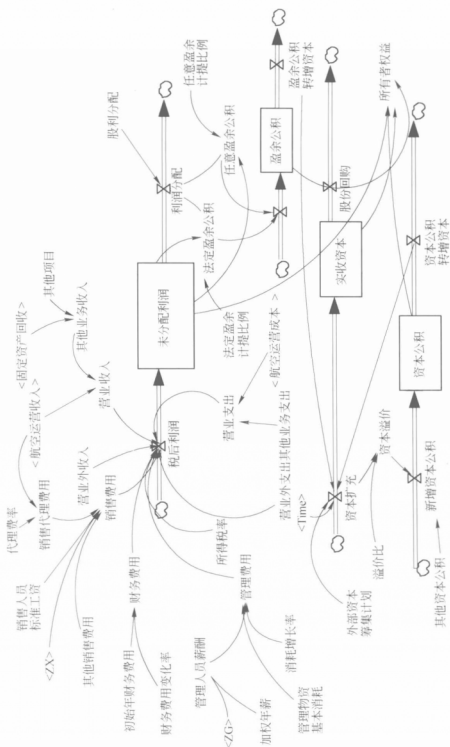 代理费率
<航空运营收入>
<固定资产回收>
其他项目
销售代理费用
其他业务收入
营业收入
营业外收入
销售人员
标准工资
<ZX>
销售费用
其他销售费用
初始年财务费用
财务费用
财务费用变化率
税后利润
所得税率
管理人员薪酬
<ZG>
加权年薪
管理费用
消耗增长率
管理物资
基本消耗
营业支出
<航空运营成本>
营业外支出
其他业务支出
未分配利润
股利分配
利润分配
法定盈余公积
法定盈余
计提比例
任意盈余
计提比例
任意盈余公积
盈余公积
盈余公积
转增资本
<Time>
外部资本
筹集计划
资本扩充
实收资本
股份回购
所有者权益
溢价比
资本溢价
其他资本公积
新增资本公积
资本公积
资本公积
转增资本